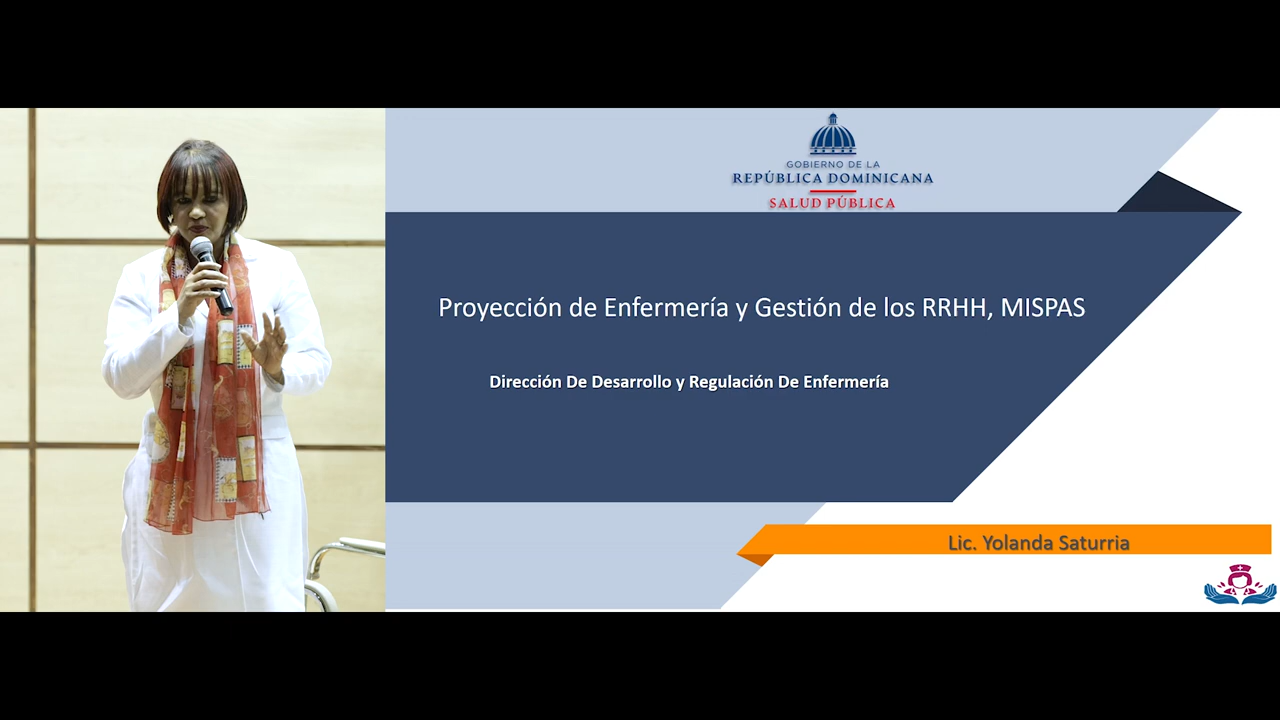 GOBIERNO DE LA
REPÚBLICA DOMINICANA
SALUD PÚBLICA
Proyección de Enfermería y Gestión de los RRHH, MISPAS
Dirección De Desarrollo y Regulación De Enfermería
Lic. Yolanda Saturria